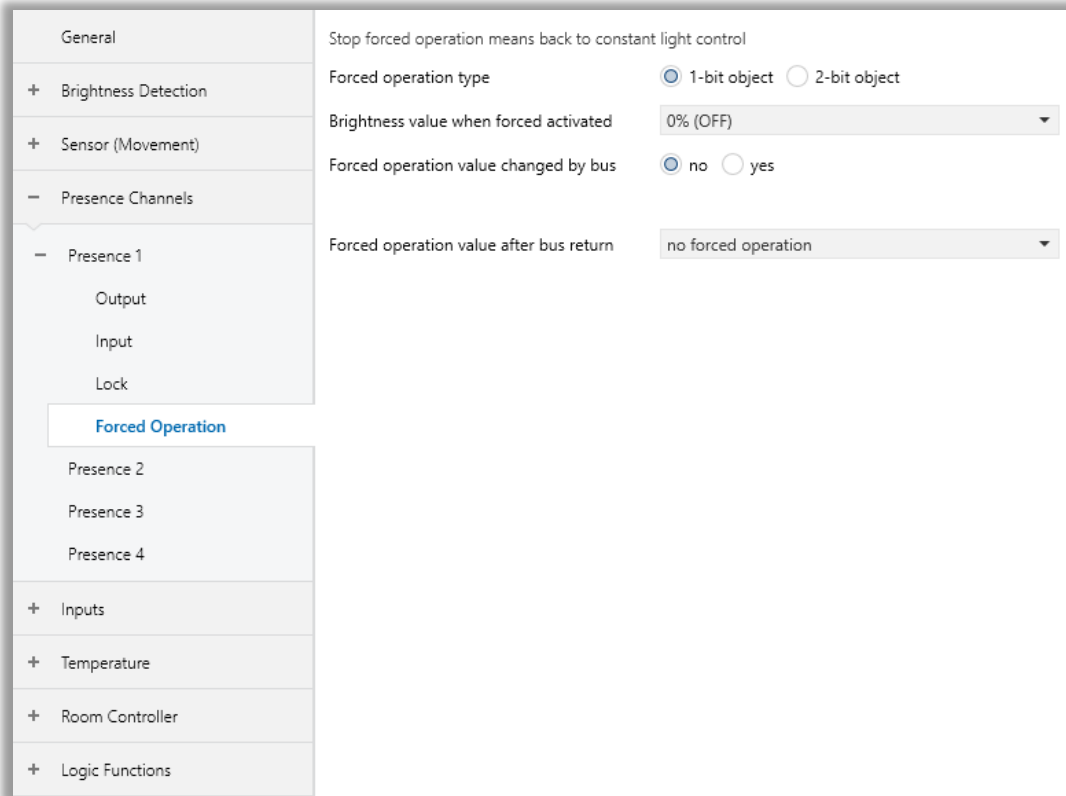 General
+ Brightness Detection
+ Sensor (Movement)
− Presence Channels
− Presence 1
Output
Input
Lock
Forced Operation
Presence 2
Presence 3
Presence 4
+ Inputs
+ Temperature
+ Room Controller
+ Logic Functions
Stop forced operation means back to constant light control
Forced operation type 1-bit object 2-bit object
Brightness value when forced activated 0% (OFF)
Forced operation value changed by bus no yes
Forced operation value after bus return no forced operation